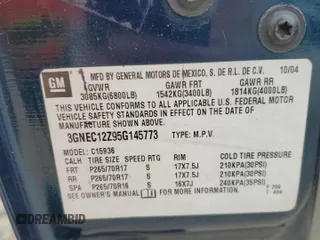 GM
MFD BY GENERAL MOTORS DE MEXICO, S. DE R.L. DE C.V. 10/04
GVWR GAWR FRT GAWR RR
3085KG(6800LB) 1542KG(3400LB) 1814KG(4000LB)
THIS VEHICLE CONFORMS TO ALL APPLICABLE U.S. FEDERAL MOTOR
VEHICLE SAFETY STANDARDS IN EFFECT ON THE DATE OF
MANUFACTURE SHOWN ABOVE.
3GNEC12Z95G145773 TYPE: M.P.V.
MODEL: C15936
CALHD TIRE SIZE SPEED RTG RIM COLD TIRE PRESSURE
FRT P265/70R17 S 17X7.5J 210KPA(30PSI)
RR P265/70R17 S 17X7.5J 210KPA(30PSI)
SPA P265/70R16 S 16X7J 240KPA(35PSI)
SEE OWNER'S MANUAL FOR ADDITIONAL INFORMATION.
DREAMBID